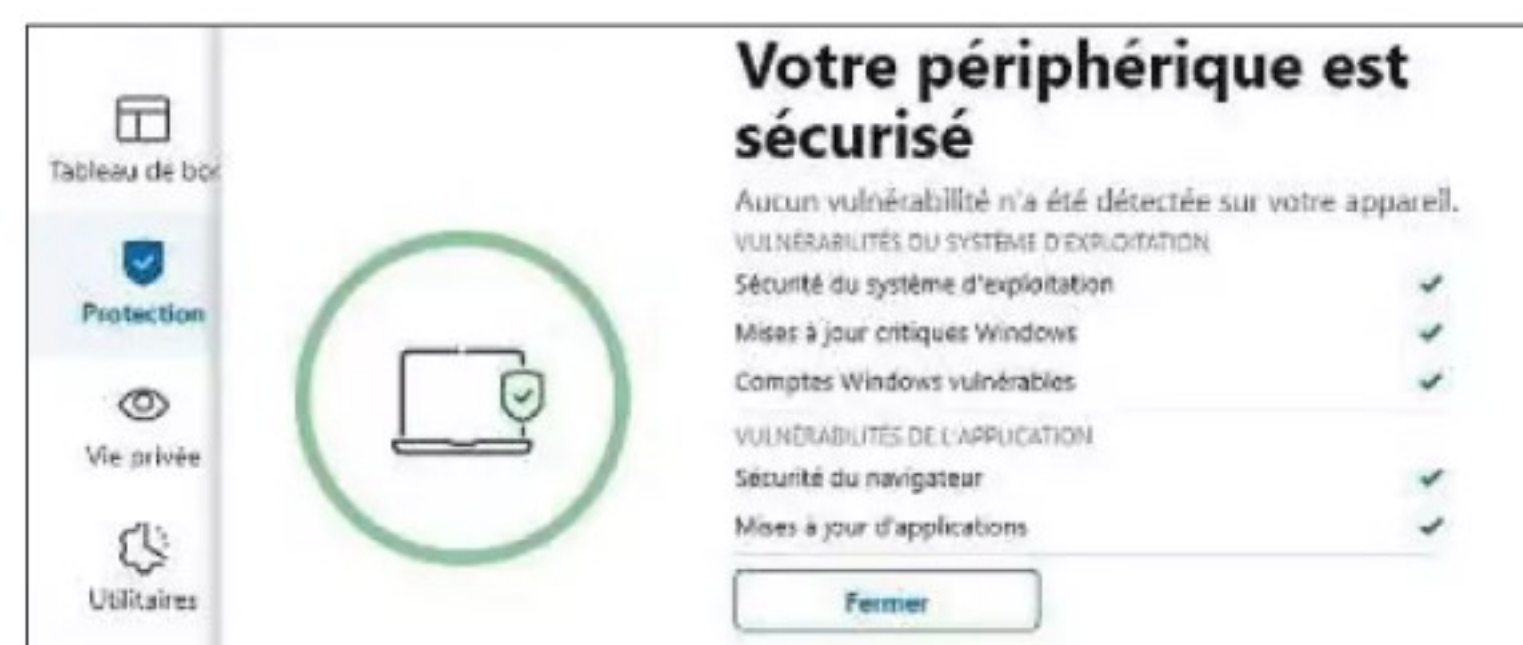 Tableau de bor
Protection
Vie privée
Utilitaires
Votre périphérique est
sécurisé
Aucun vulnérabilité n'a été détectée sur votre appareil.
VULNÉRABILITÉS DU SYSTÈME D'EXPLOITATION
Sécurité du système d'exploitation
Mises à jour critiques Windows
Comptes Windows vulnérables
VULNÉRABILITÉS DE L'APPLICATION
Sécurité du navigateur
Mises à jour d'applications
Fermer